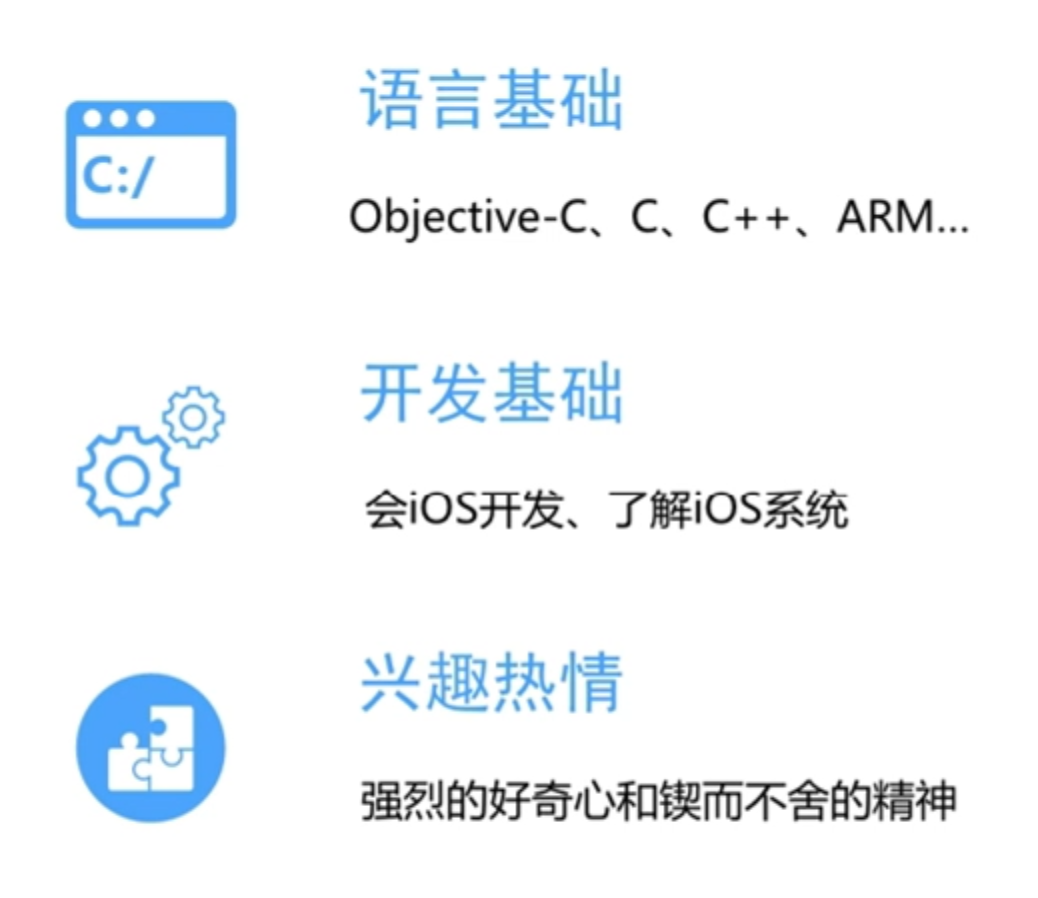 语言基础
C:/
Objective-C、C、C++、ARM...
开发基础
会iOS开发、了解iOS系统
兴趣热情
强烈的好奇心和锲而不舍的精神